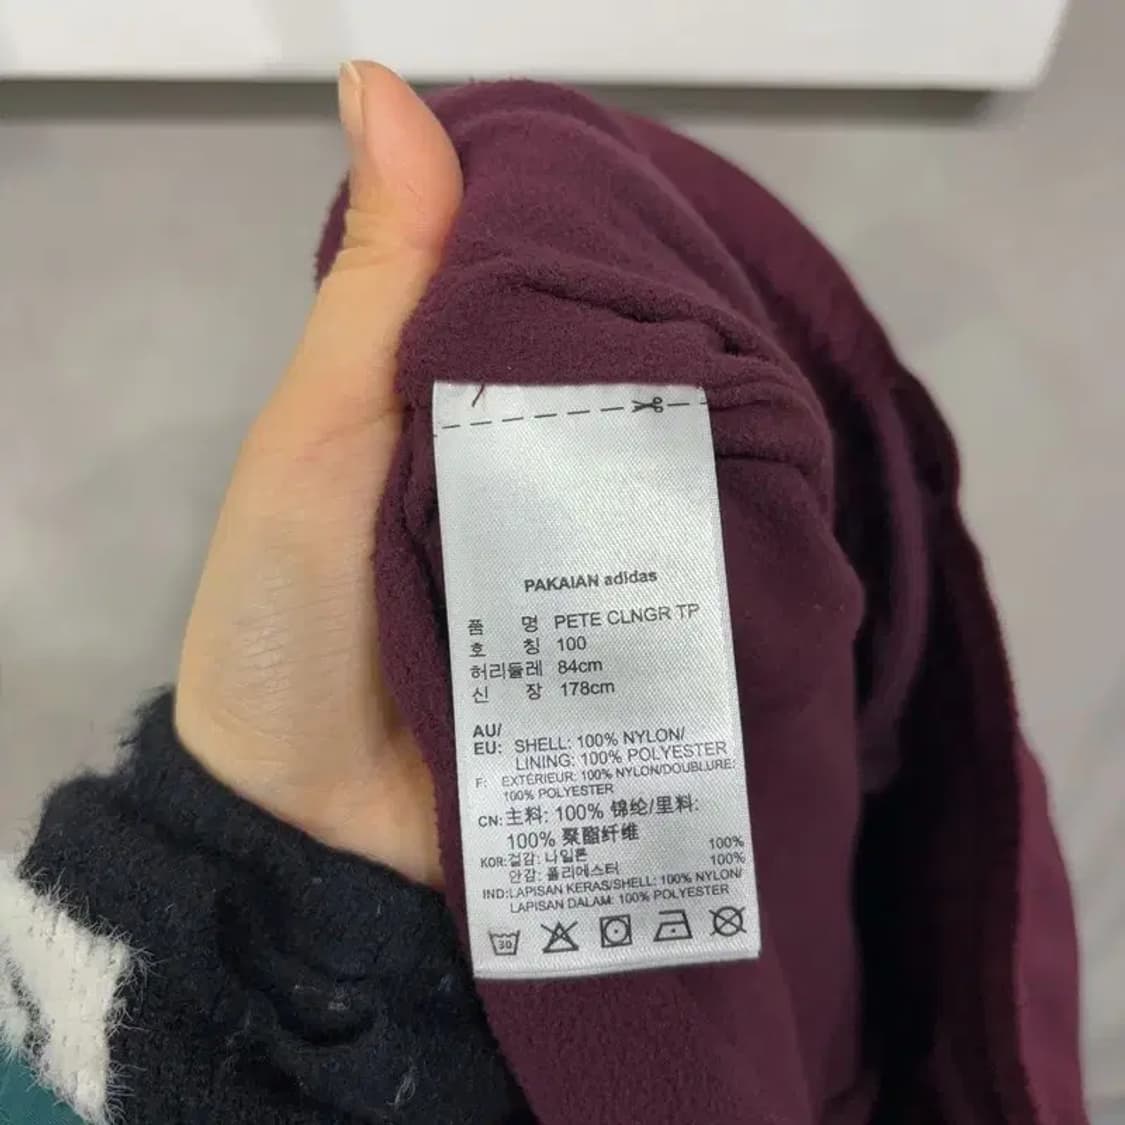 PAKAIAN adidas
품 명 PETE CLNGR TP
호 칭 100
허리둘레 84cm
신 장 178cm
AU/
EU: SHELL: 100% NYLON/
LINING: 100% POLYESTER
F: EXTÉRIEUR: 100% NYLON/DOUBLURE:
100% POLYESTER
CN: 主料: 100% 锦纶/里料:
100% 聚酯纤维
KOR: 겉감: 나일론 100%
안감: 폴리에스터 100%
IND: LAPISAN KERAS/SHELL: 100% NYLON/
LAPISAN DALAM: 100% POLYESTER
30